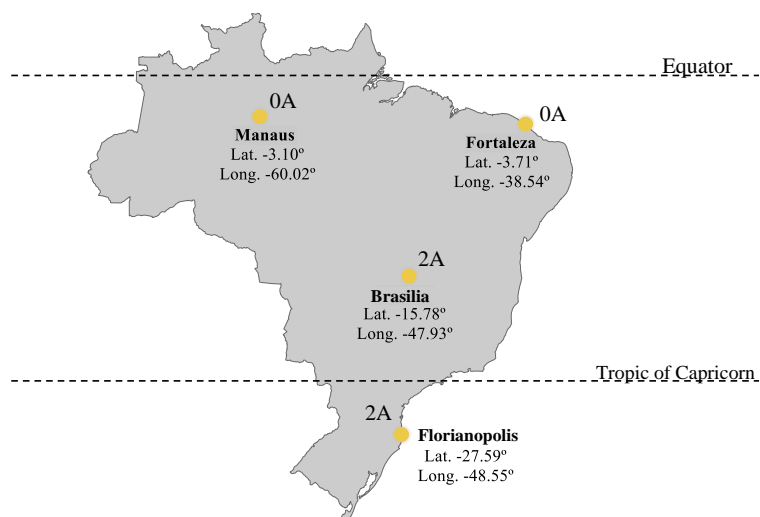 Equator
0A
Manaus
Lat. -3.10º
Long. -60.02º
0A
Fortaleza
Lat. -3.71º
Long. -38.54º
2A
Brasilia
Lat. -15.78º
Long. -47.93º
Tropic of Capricorn
2A
Florianopolis
Lat. -27.59º
Long. -48.55º